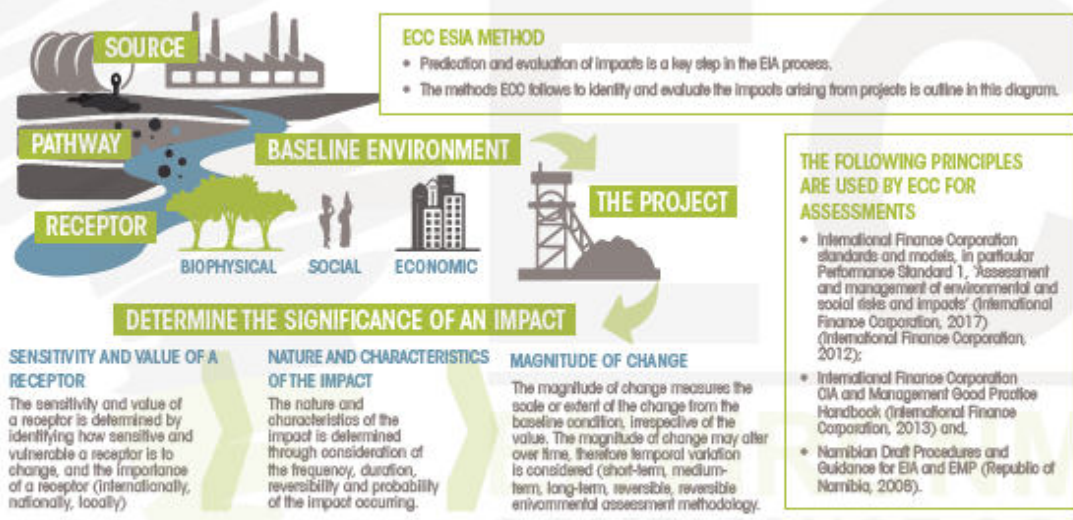 SOURCE
PATHWAY
RECEPTOR
ECC ESIA METHOD
• Predication and evaluation of impacts is a key step in the EIA process.
• The methods ECC follows to identify and evaluate the impacts arising from projects is outline in this diagram.
BASELINE ENVIRONMENT
BIOPHYSICAL
SOCIAL
ECONOMIC
THE PROJECT
THE FOLLOWING PRINCIPLES
ARE USED BY ECC FOR
ASSESSMENTS
• International Finance Corporation
standards and models, in particular
Performance Standard 1, 'Assessment
and management of environmental and
social risks and impacts' (International
Finance Corporation, 2017)
(International Finance Corporation,
2012);
• International Finance Corporation
CIA and Management Good Practice
Handbook (International Finance
Corporation, 2013) and,
• Namibian Draft Procedures and
Guidance for EIA and EMP (Republic of
Namibia, 2008).
DETERMINE THE SIGNIFICANCE OF AN IMPACT
SENSITIVITY AND VALUE OF A
RECEPTOR
The sensitivity and value of
a receptor is determined by
identifying how sensitive and
vulnerable a receptor is to
change, and the importance
of a receptor (internationally,
nationally, locally)
NATURE AND CHARACTERISTICS
OF THE IMPACT
The nature and
characteristics of the
impact is determined
through consideration of
the frequency, duration,
reversibility and probability
of the impact occurring.
MAGNITUDE OF CHANGE
The magnitude of change measures the
scale or extent of the change from the
baseline condition, irrespective of the
value. The magnitude of change may alter
over time, therefore temporal variation
is considered (short-term, medium-
term, long-term, reversible, reversible
environmental assessment methodology.